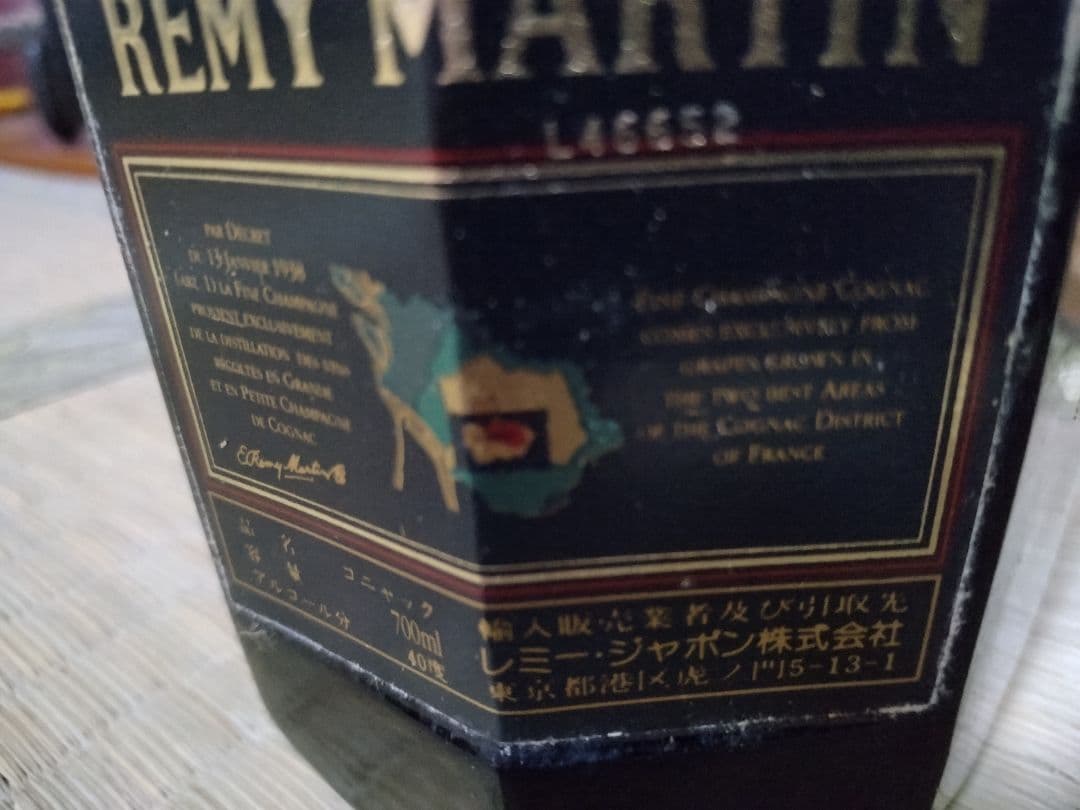 RÉMY MARTIN
L46652
PAR DÉCRET
DU 13 JANVIER 1938
(ART. 1) LA FINE CHAMPAGNE
PROVIENT EXCLUSIVEMENT
DE LA DISTILLATION DES VINS
RÉCOLTÉS EN GRANDE
ET EN PETITE CHAMPAGNE
DE COGNAC
E. Remy Martin
FINE CHAMPAGNE COGNAC
COMES EXCLUSIVELY FROM
GRAPES GROWN IN
THE TWO BEST AREAS
OF THE COGNAC DISTRICT
OF FRANCE
品名 コニャック
容量 700ml
アルコール分 40度
輸入販売業者及び引取先
レミー・ジャポン株式会社
東京都港区虎ノ門5-13-1